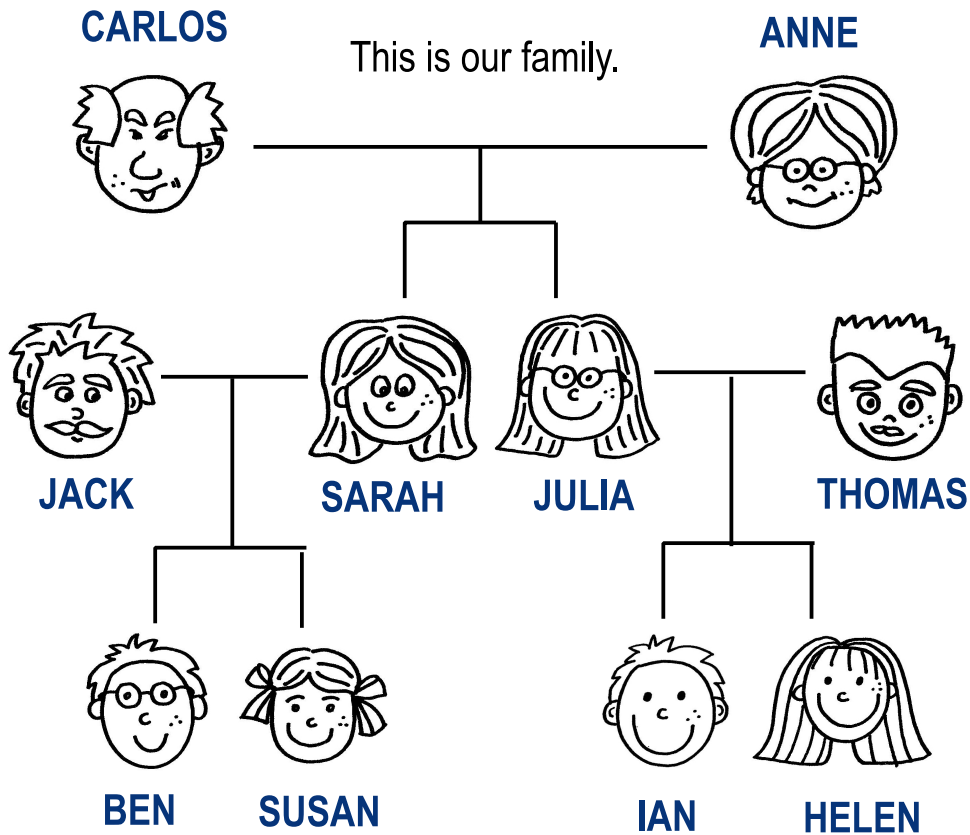 CARLOS
This is our family.
ANNE
JACK
SARAH
JULIA
THOMAS
BEN
SUSAN
IAN
HELEN